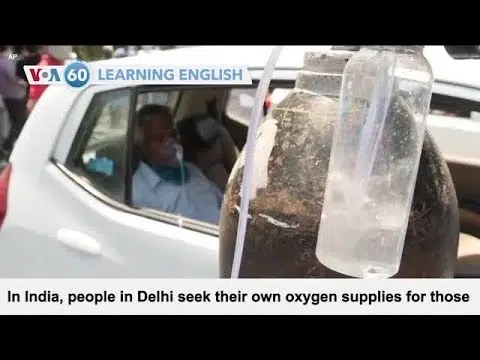 AP
VOA 60 LEARNING ENGLISH
In India, people in Delhi seek their own oxygen supplies for those